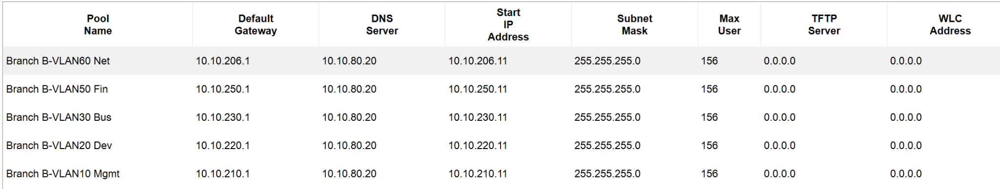 Pool Name Default Gateway DNS Server Start IP Address Subnet Mask Max User TFTP Server WLC Address
Branch B-VLAN60 Net 10.10.206.1 10.10.80.20 10.10.206.11 255.255.255.0 156 0.0.0.0 0.0.0.0
Branch B-VLAN50 Fin 10.10.250.1 10.10.80.20 10.10.250.11 255.255.255.0 156 0.0.0.0 0.0.0.0
Branch B-VLAN30 Bus 10.10.230.1 10.10.80.20 10.10.230.11 255.255.255.0 156 0.0.0.0 0.0.0.0
Branch B-VLAN20 Dev 10.10.220.1 10.10.80.20 10.10.220.11 255.255.255.0 156 0.0.0.0 0.0.0.0
Branch B-VLAN10 Mgmt 10.10.210.1 10.10.80.20 10.10.210.11 255.255.255.0 156 0.0.0.0 0.0.0.0